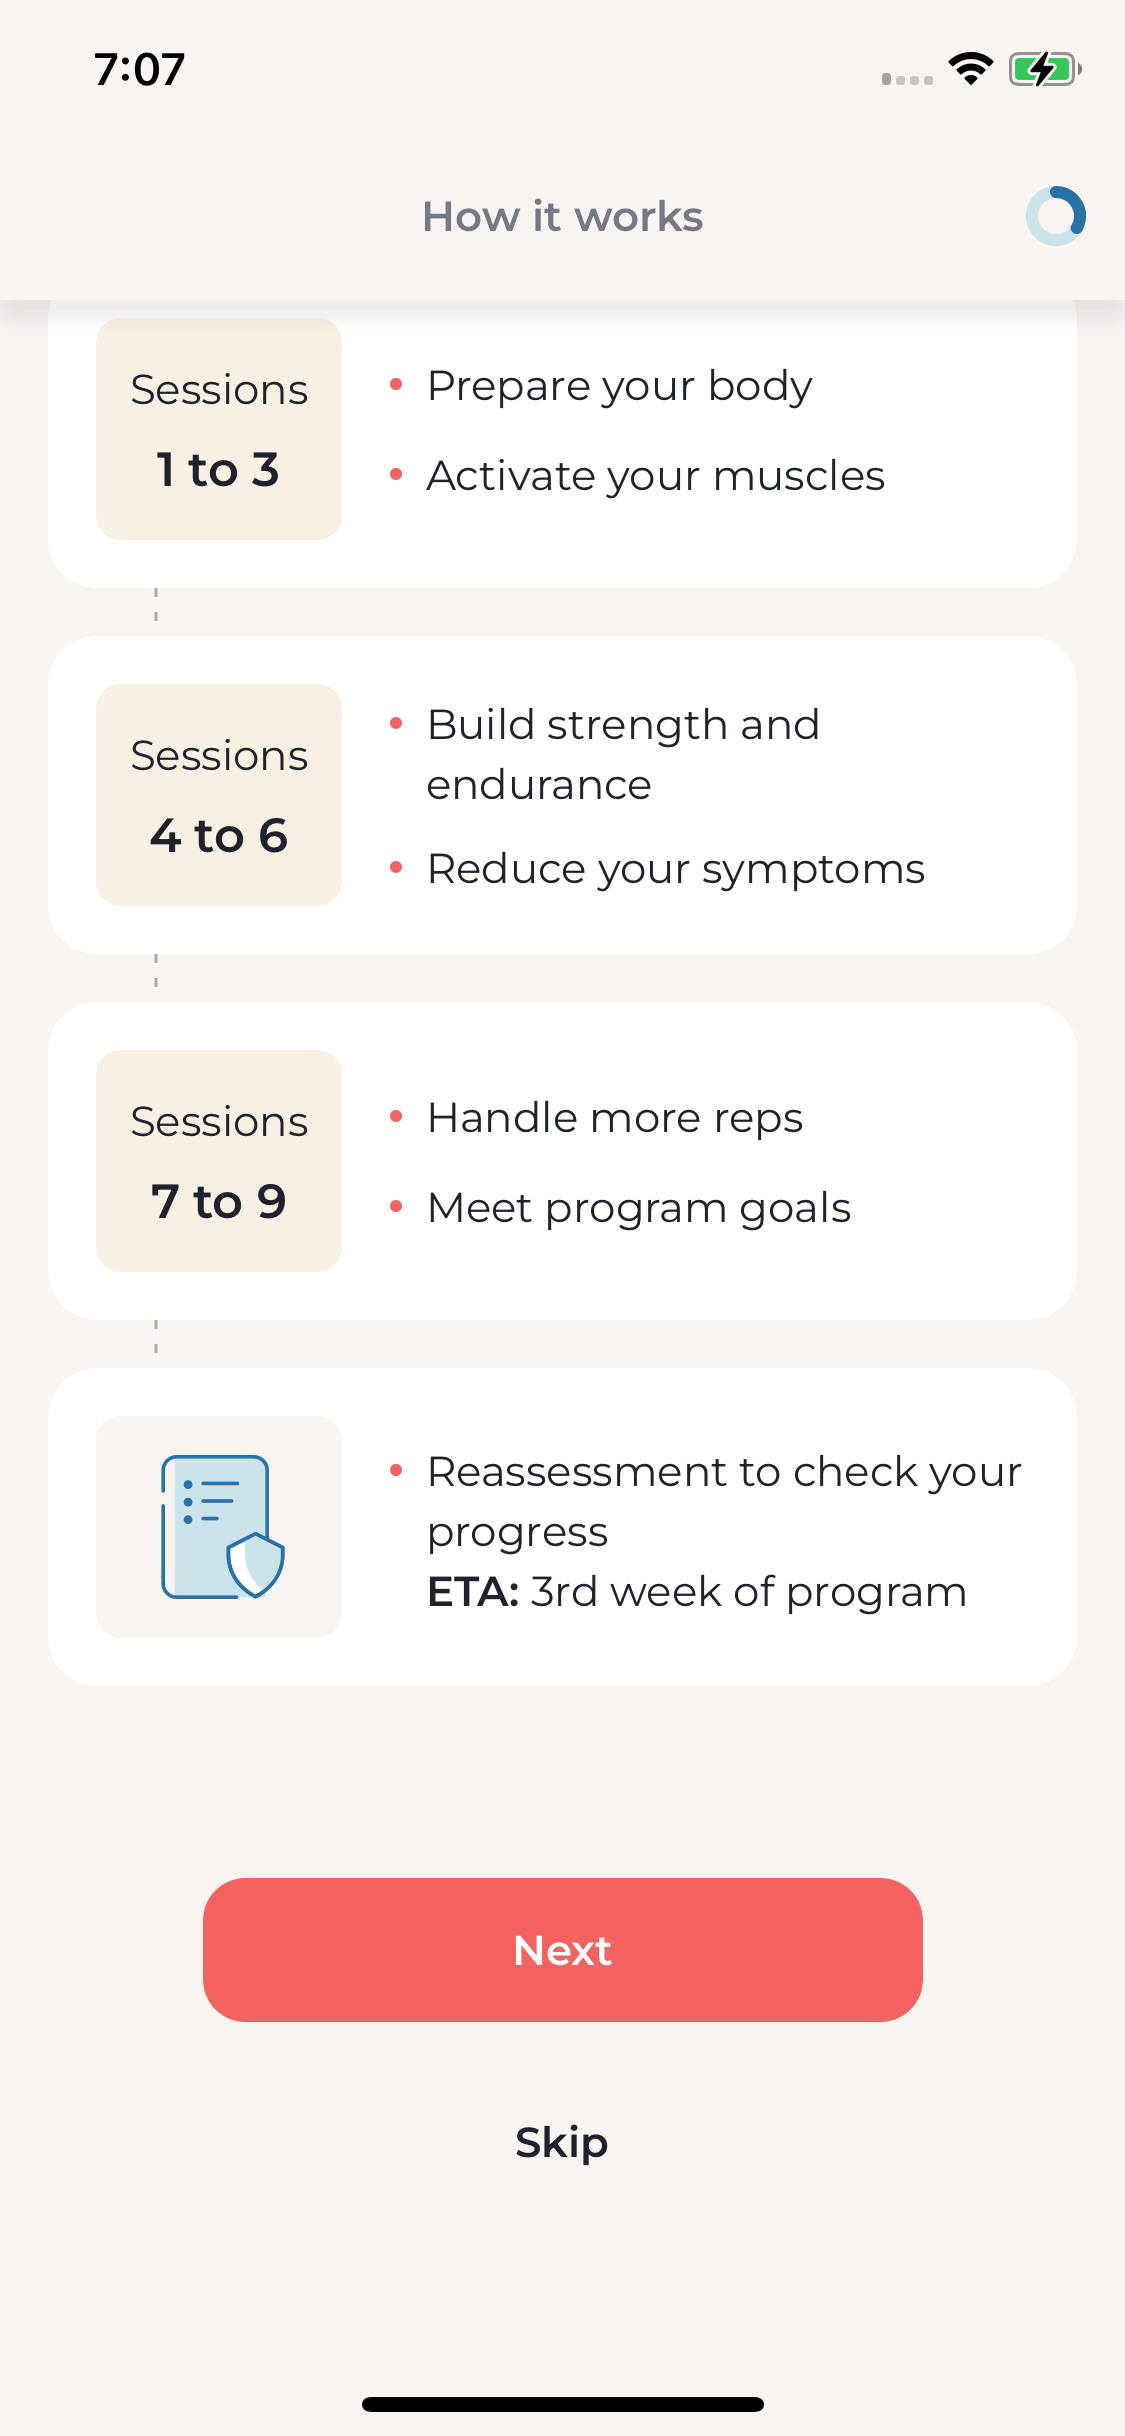 7:07
How it works
Sessions
1 to 3
Prepare your body
Activate your muscles
Sessions
4 to 6
Build strength and
endurance
Reduce your symptoms
Sessions
7 to 9
Handle more reps
Meet program goals
Reassessment to check your
progress
ETA: 3rd week of program
Next
Skip